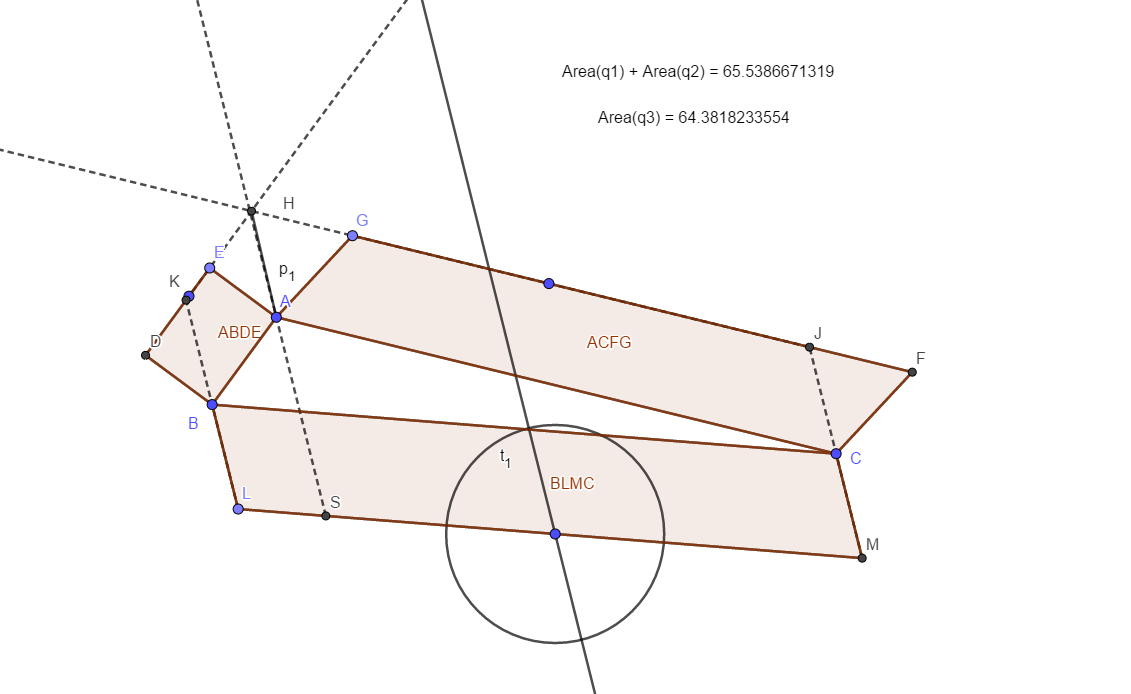 Area(q1) + Area(q2) = 65.5386671319
Area(q3) = 64.3818233554
H
G
E
p1
K
A
J
D
ABDE
ACFG
F
B
t1
C
BLMC
L
S
M